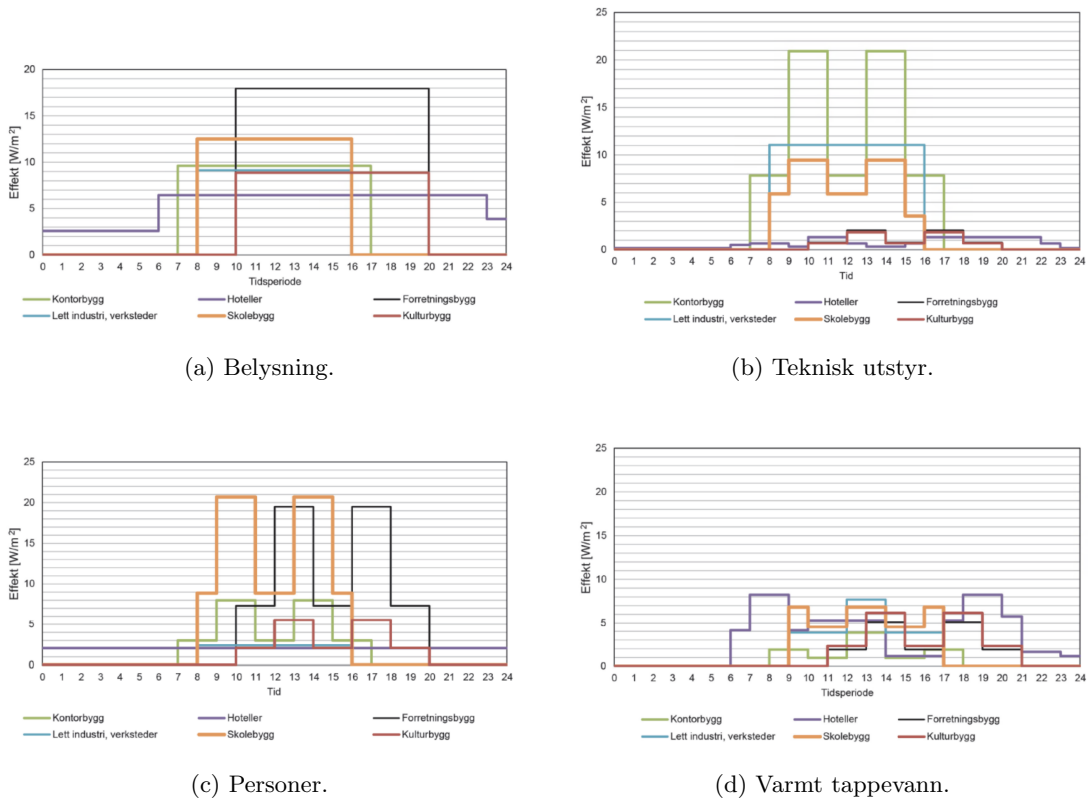 Effekt [W/m²]
20
15
10
5
0
0 1 2 3 4 5 6 7 8 9 10 11 12 13 14 15 16 17 18 19 20 21 22 23 24
Tidsperiode
Kontorbygg Hoteller Forretningsbygg
Lett industri, verksteder Skolebygg Kulturbygg
(a) Belysning.
Effekt [W/m²]
25
20
15
10
5
0
0 1 2 3 4 5 6 7 8 9 10 11 12 13 14 15 16 17 18 19 20 21 22 23 24
Tid
Kontorbygg Hoteller Forretningsbygg
Lett industri, verksteder Skolebygg Kulturbygg
(b) Teknisk utstyr.
Effekt [W/m²]
25
20
15
10
5
0
0 1 2 3 4 5 6 7 8 9 10 11 12 13 14 15 16 17 18 19 20 21 22 23 24
Tid
Kontorbygg Hoteller Forretningsbygg
Lett industri, verksteder Skolebygg Kulturbygg
(c) Personer.
Effekt [W/m²]
25
20
15
10
5
0
0 1 2 3 4 5 6 7 8 9 10 11 12 13 14 15 16 17 18 19 20 21 22 23 24
Tidsperiode
Kontorbygg Hoteller Forretningsbygg
Lett industri, verksteder Skolebygg Kulturbygg
(d) Varmt tappevann.